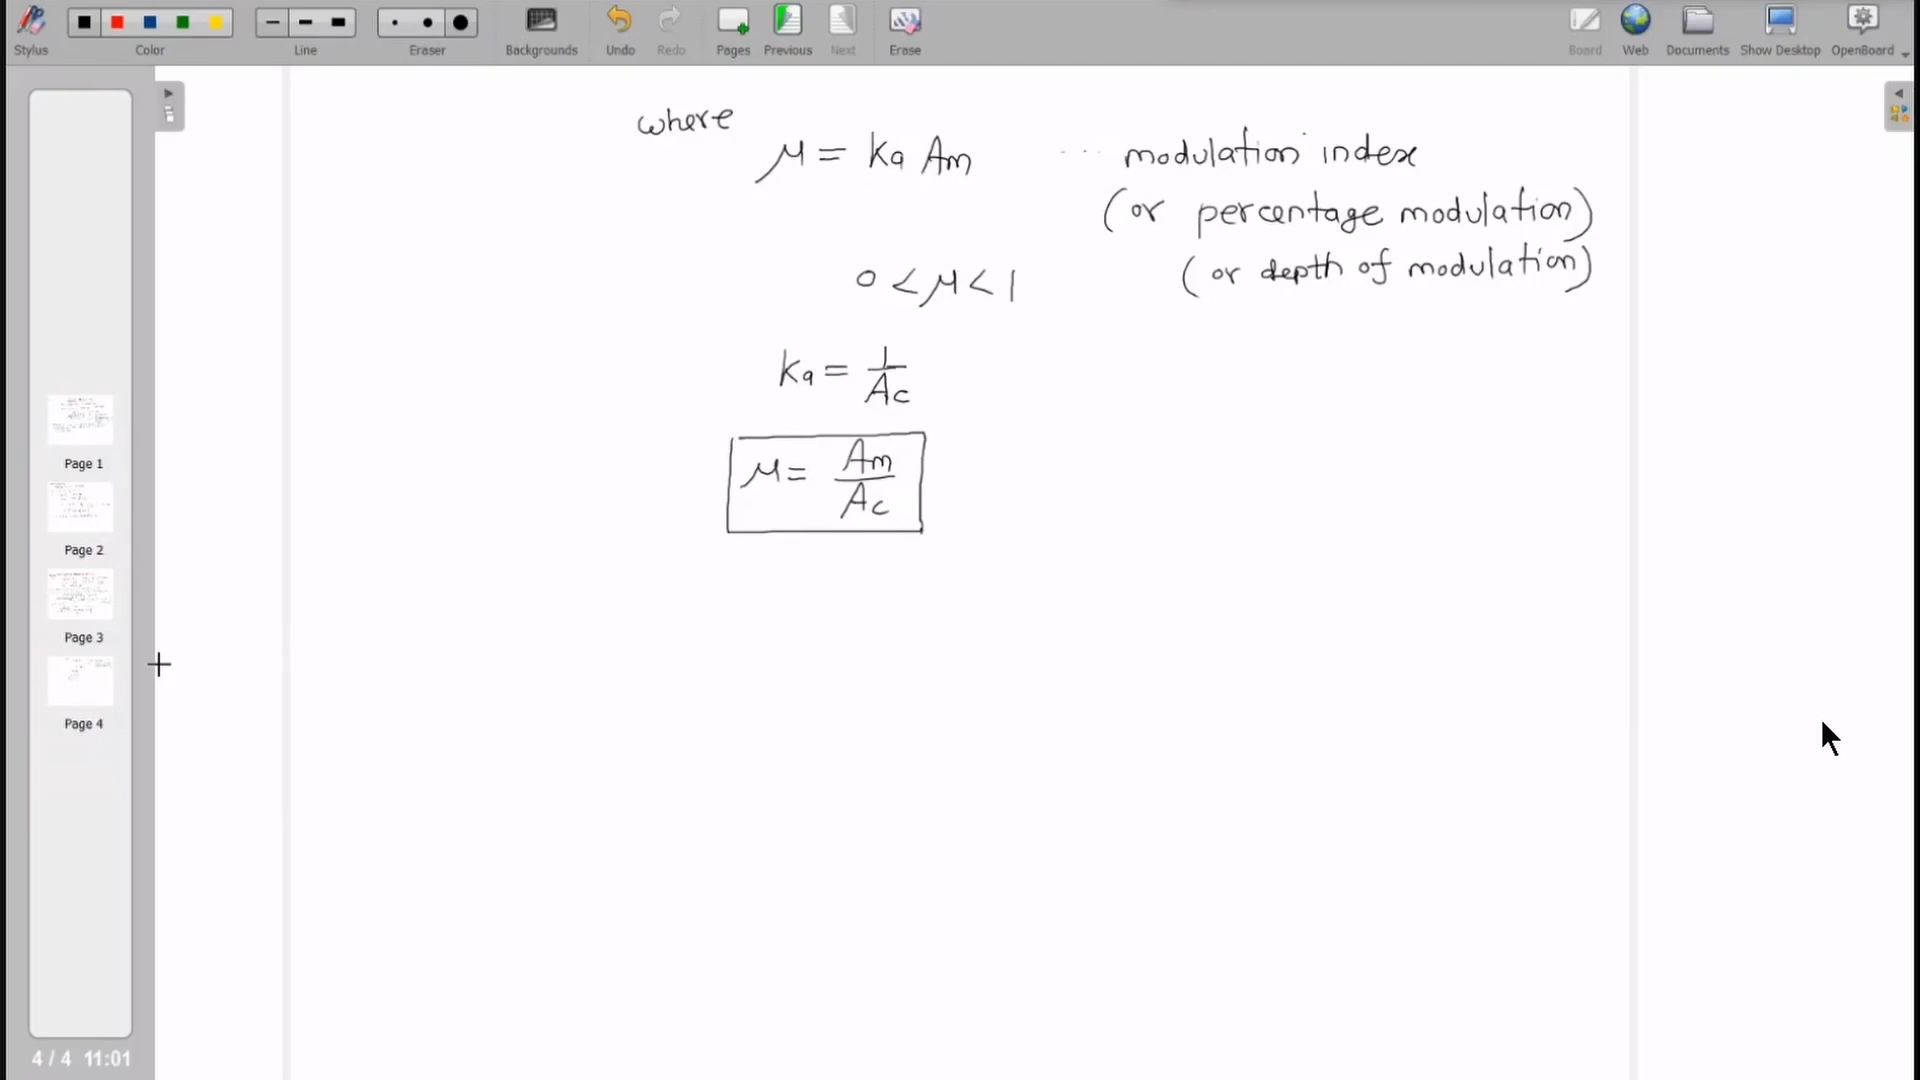 Stylus Color Line Eraser Backgrounds Undo Redo Pages Previous Next Erase Board Web Documents Show Desktop OpenBoard
where
μ = ka Am ... modulation index
(or percentage modulation)
(or depth of modulation)
0 < μ < 1
ka = 1/Ac
μ = Am/Ac
Page 1
Page 2
Page 3
Page 4
4 / 4 11:01